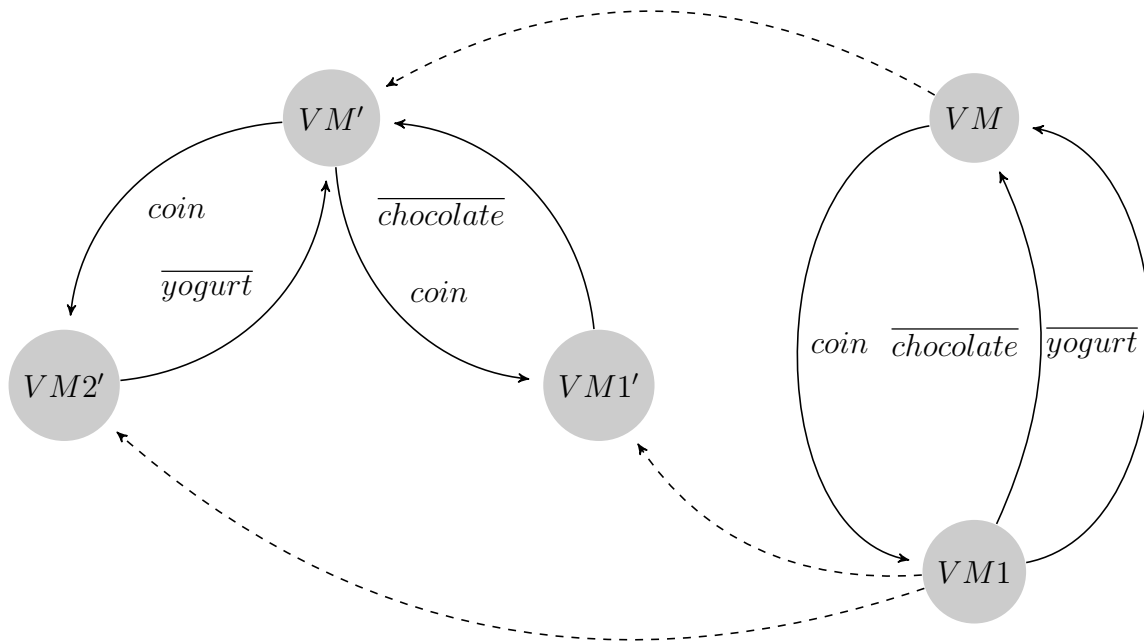 VM′
VM
coin
chocolate
yogurt
coin
coin
chocolate
yogurt
VM2′
VM1′
VM1